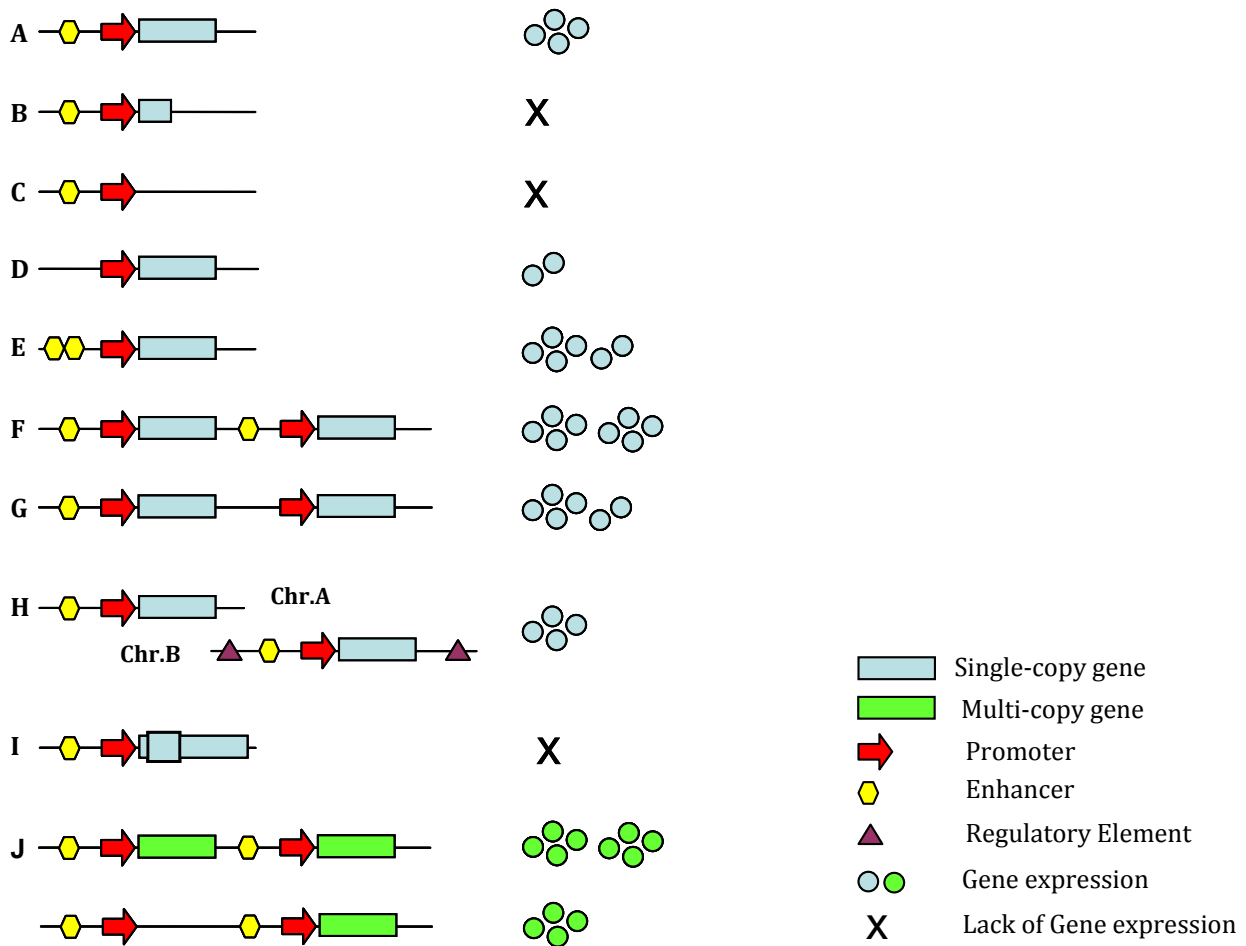 A
B
X
C
X
D
E
F
G
H
Chr.A
Chr.B
I
X
J
Single-copy gene
Multi-copy gene
Promoter
Enhancer
Regulatory Element
Gene expression
X Lack of Gene expression